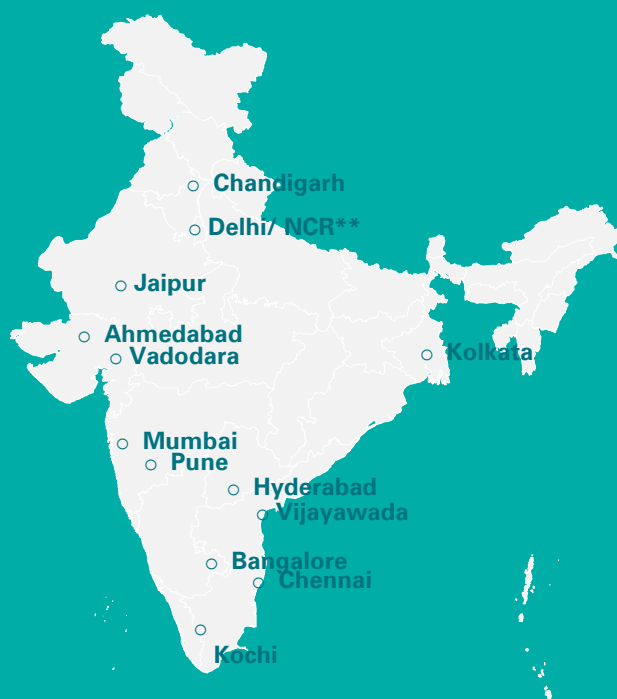 Chandigarh
Delhi/ NCR**
Jaipur
Ahmedabad
Vadodara
Kolkata
Mumbai
Pune
Hyderabad
Vijayawada
Bangalore
Chennai
Kochi